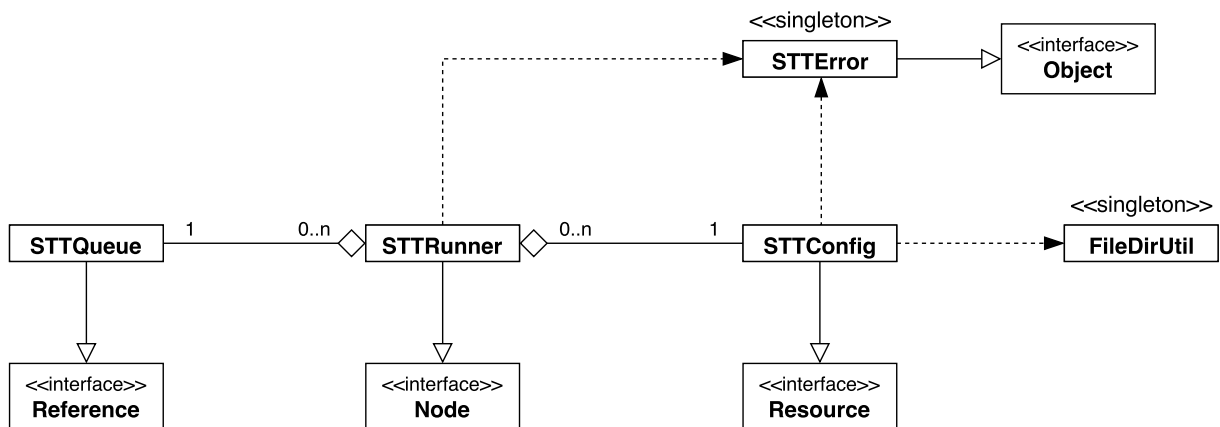 <<singleton>>
STTError
<<interface>>
Object
<<singleton>>
STTQueue
1
0..n
STTRunner
0..n
1
STTConfig
FileDirUtil
<<interface>>
Reference
<<interface>>
Node
<<interface>>
Resource